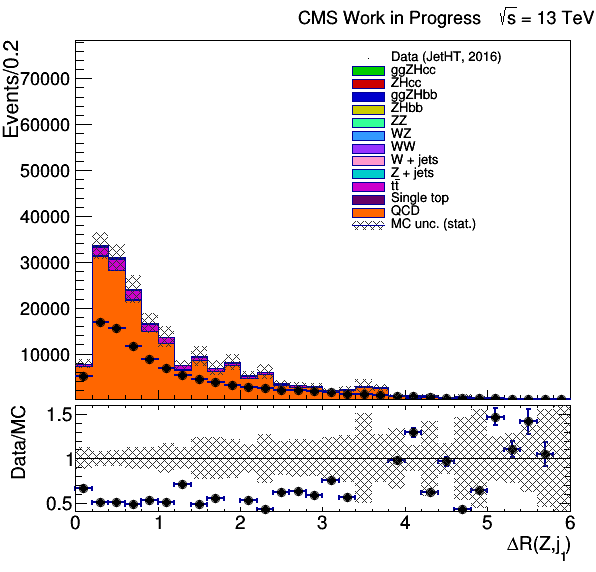 CMS Work in Progress √s = 13 TeV
Events/0.2
70000
60000
50000
40000
30000
20000
10000
Data (JetHT, 2016)
ggZHcc
ZHcc
ggZHbb
ZHbb
ZZ
WZ
WW
W + jets
Z + jets
tt̄
Single top
QCD
MC unc. (stat.)
Data/MC
1.5
1
0.5
0 1 2 3 4 5 6
ΔR(Z,j₁)